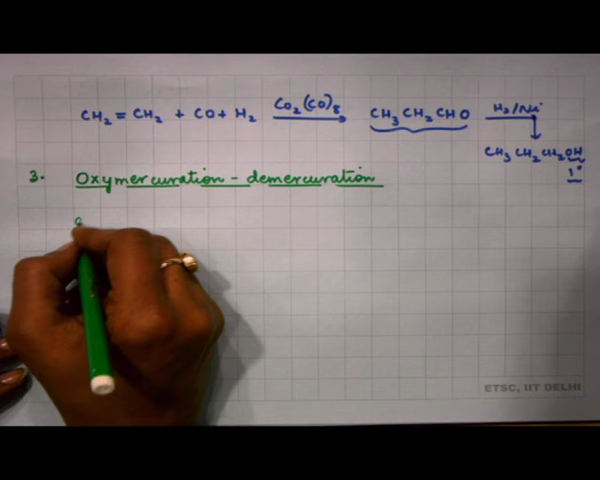 CH₂ = CH₂ + CO + H₂ Co₂(CO)₈ CH₃CH₂CHO H₂/Ni
CH₃CH₂CH₂OH
1°
3. Oxymercuration - demercuration
ETSC, IIT DELHI